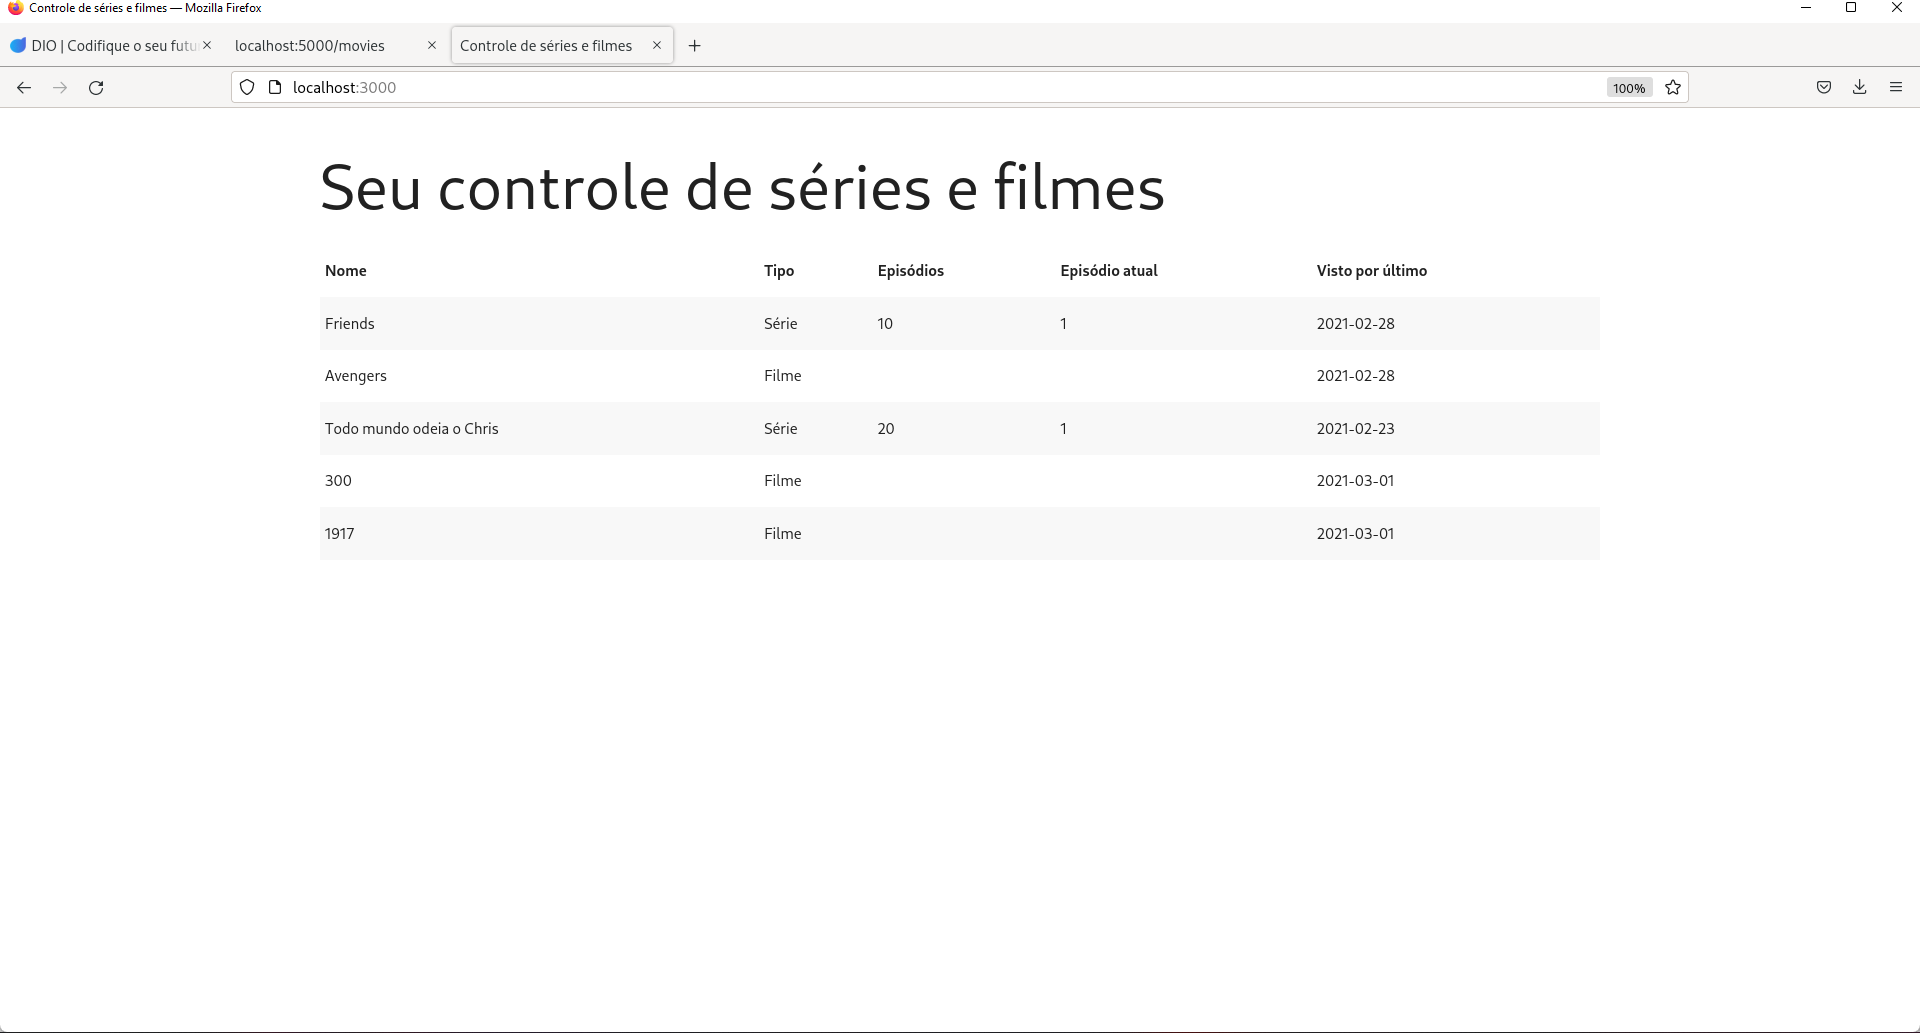 Controle de séries e filmes — Mozilla Firefox
DIO | Codifique o seu futu
localhost:5000/movies
Controle de séries e filmes
localhost:3000
100%
Seu controle de séries e filmes
Nome Tipo Episódios Episódio atual Visto por último
Friends Série 10 1 2021-02-28
Avengers Filme 2021-02-28
Todo mundo odeia o Chris Série 20 1 2021-02-23
300 Filme 2021-03-01
1917 Filme 2021-03-01